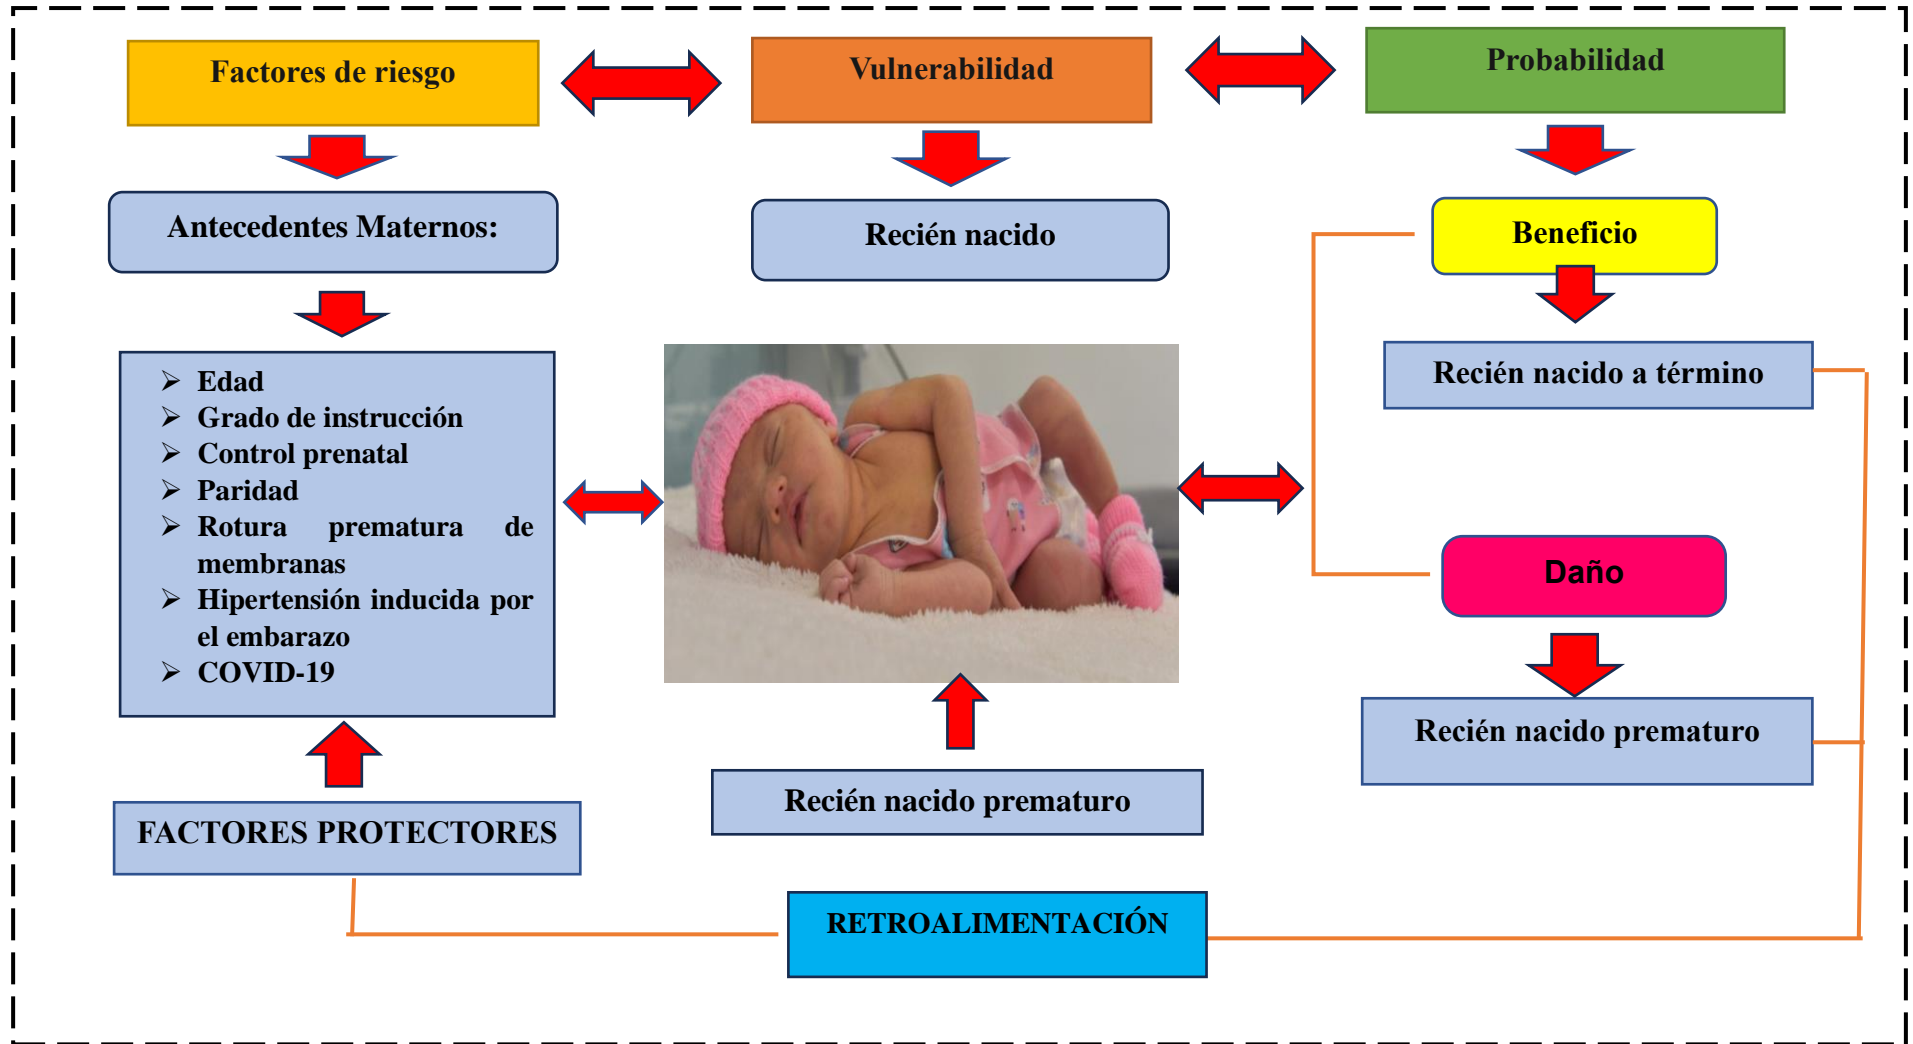 Factores de riesgo
Vulnerabilidad
Probabilidad
Antecedentes Maternos:
Recién nacido
Beneficio
➢ Edad
➢ Grado de instrucción
➢ Control prenatal
➢ Paridad
➢ Rotura prematura de
membranas
➢ Hipertensión inducida por
el embarazo
➢ COVID-19
Recién nacido a término
Daño
Recién nacido prematuro
Recién nacido prematuro
FACTORES PROTECTORES
RETROALIMENTACIÓN